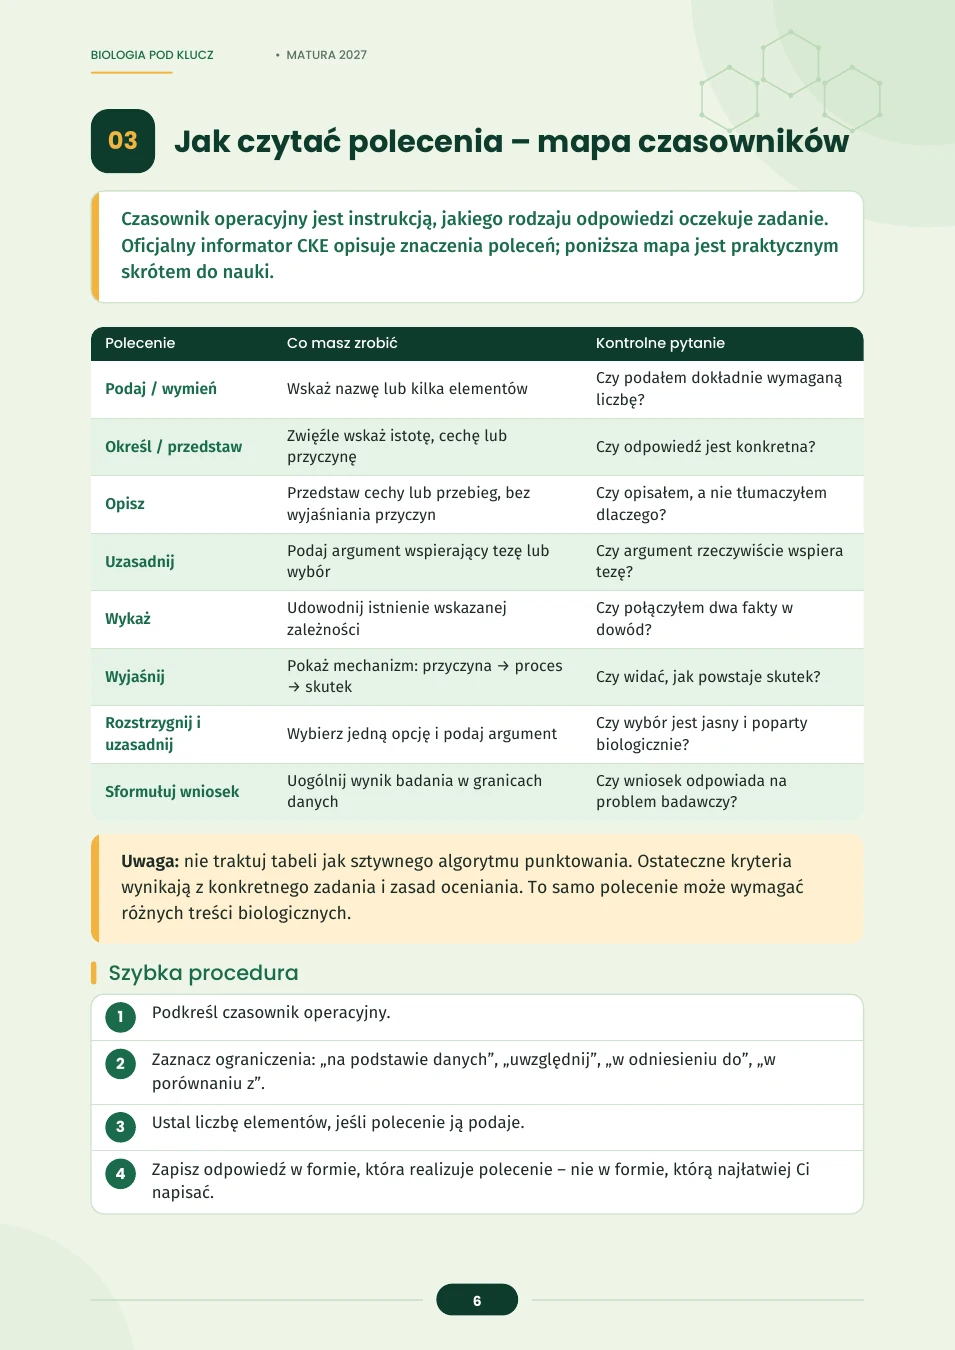 BIOLOGIA POD KLUCZ • MATURA 2027
03 Jak czytać polecenia – mapa czasowników
Czasownik operacyjny jest instrukcją, jakiego rodzaju odpowiedzi oczekuje zadanie.
Oficjalny informator CKE opisuje znaczenia poleceń; poniższa mapa jest praktycznym
skrótem do nauki.
Polecenie Co masz zrobić Kontrolne pytanie
Podaj / wymień
Wskaż nazwę lub kilka elementów
Czy podałem dokładnie wymaganą
liczbę?
Określ / przedstaw
Zwięźle wskaż istotę, cechę lub
przyczynę
Czy odpowiedź jest konkretna?
Opisz
Przedstaw cechy lub przebieg, bez
wyjaśniania przyczyn
Czy opisałem, a nie tłumaczyłem
dlaczego?
Uzasadnij
Podaj argument wspierający tezę lub
wybór
Czy argument rzeczywiście wspiera
tezę?
Wykaż
Udowodnij istnienie wskazanej
zależności
Czy połączyłem dwa fakty w
dowód?
Wyjaśnij
Pokaż mechanizm: przyczyna → proces
→ skutek
Czy widać, jak powstaje skutek?
Rozstrzygnij i
uzasadnij
Wybierz jedną opcję i podaj argument
Czy wybór jest jasny i poparty
biologicznie?
Sformułuj wniosek
Uogólnij wynik badania w granicach
danych
Czy wniosek odpowiada na
problem badawczy?
Uwaga: nie traktuj tabeli jak sztywnego algorytmu punktowania. Ostateczne kryteria
wynikają z konkretnego zadania i zasad oceniania. To samo polecenie może wymagać
różnych treści biologicznych.
Szybka procedura
1 Podkreśl czasownik operacyjny.
2 Zaznacz ograniczenia: „na podstawie danych”, „uwzględnij”, „w odniesieniu do”, „w
porównaniu z”.
3 Ustal liczbę elementów, jeśli polecenie ją podaje.
4 Zapisz odpowiedź w formie, która realizuje polecenie – nie w formie, którą najłatwiej Ci
napisać.
6